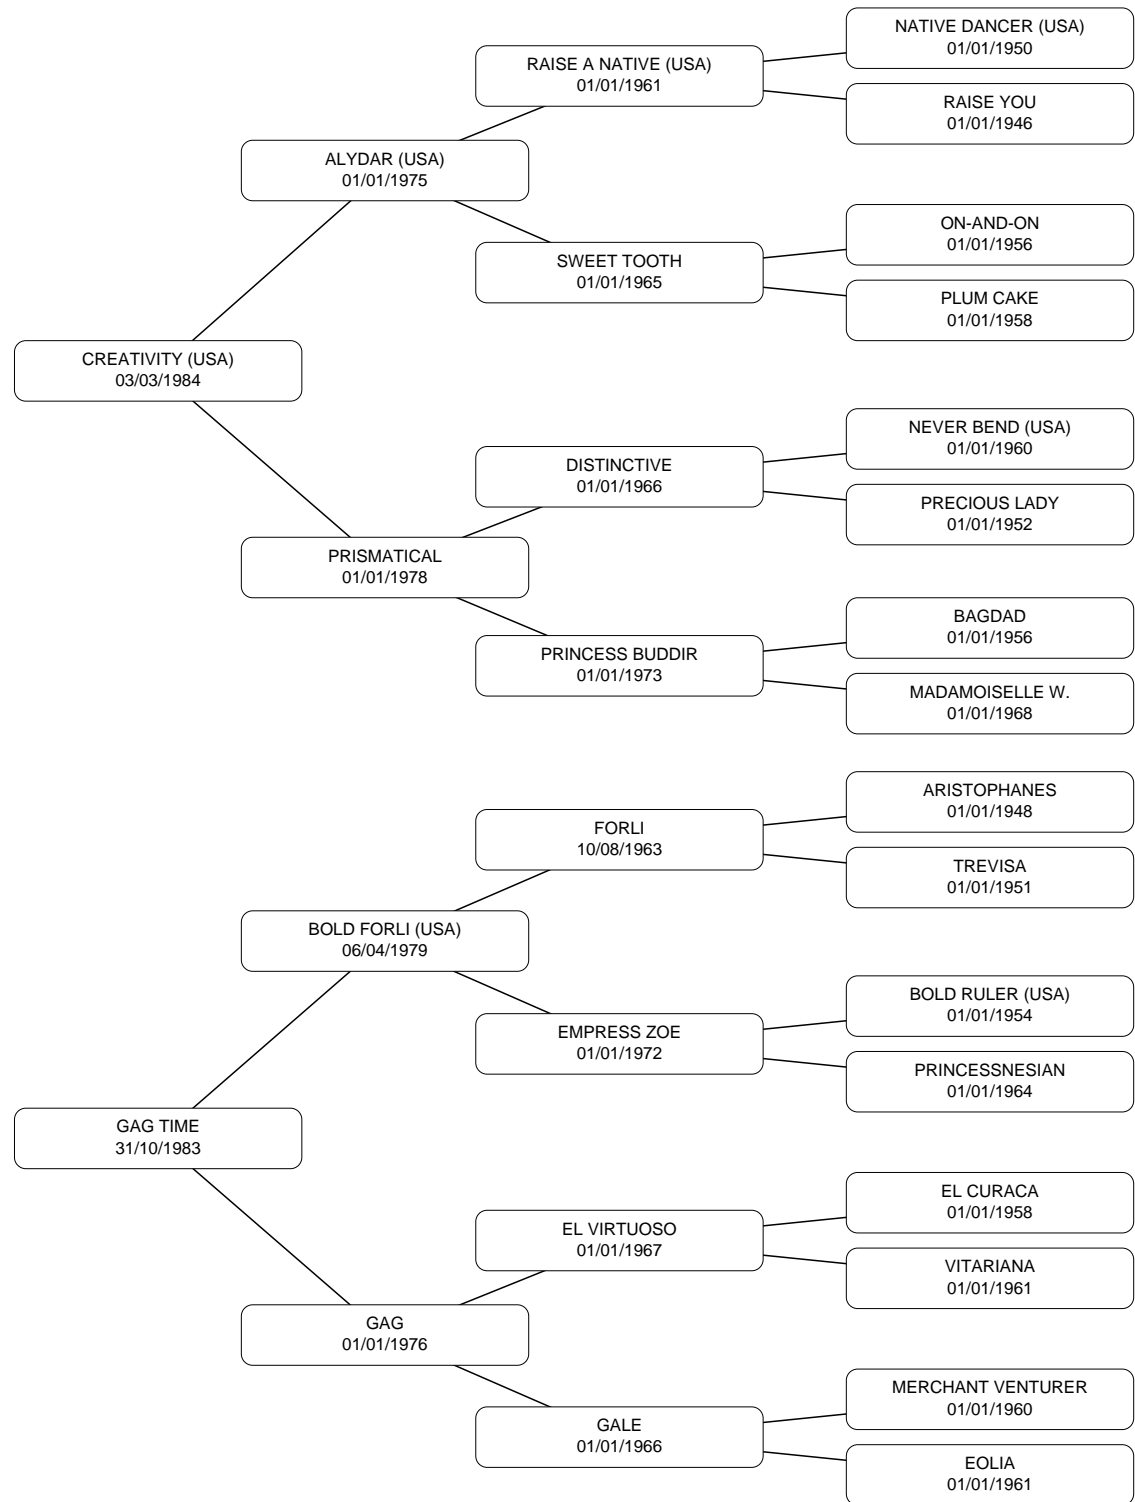 NATIVE DANCER (USA)
01/01/1950
RAISE A NATIVE (USA)
01/01/1961
RAISE YOU
01/01/1946
ALYDAR (USA)
01/01/1975
ON-AND-ON
01/01/1956
SWEET TOOTH
01/01/1965
PLUM CAKE
01/01/1958
CREATIVITY (USA)
03/03/1984
NEVER BEND (USA)
01/01/1960
DISTINCTIVE
01/01/1966
PRECIOUS LADY
01/01/1952
PRISMATICAL
01/01/1978
BAGDAD
01/01/1956
PRINCESS BUDDIR
01/01/1973
MADAMOISELLE W.
01/01/1968
ARISTOPHANES
01/01/1948
FORLI
10/08/1963
TREVISA
01/01/1951
BOLD FORLI (USA)
06/04/1979
BOLD RULER (USA)
01/01/1954
EMPRESS ZOE
01/01/1972
PRINCESSNESIAN
01/01/1964
GAG TIME
31/10/1983
EL CURACA
01/01/1958
EL VIRTUOSO
01/01/1967
VITARIANA
01/01/1961
GAG
01/01/1976
MERCHANT VENTURER
01/01/1960
GALE
01/01/1966
EOLIA
01/01/1961